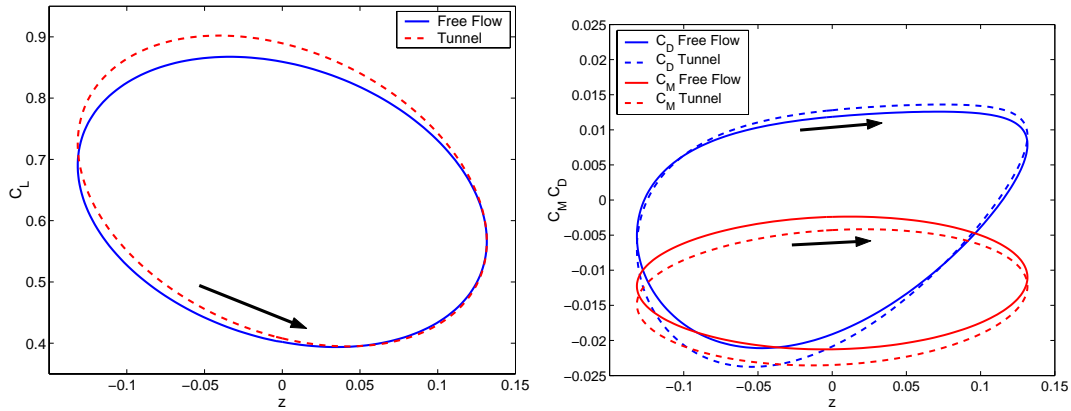 Free Flow
Tunnel
0.9
0.8
0.7
0.6
0.5
0.4
C_L
−0.1
−0.05
0
0.05
0.1
0.15
z
C_D Free Flow
C_D Tunnel
C_M Free Flow
C_M Tunnel
0.025
0.02
0.015
0.01
0.005
0
−0.005
−0.01
−0.015
−0.02
−0.025
C_M C_D
−0.1
−0.05
0
0.05
0.1
0.15
z